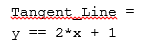 Tangent_Line =
y == 2*x + 1